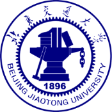 北京交通大学
1896
BEIJING JIAOTONG UNIVERSITY